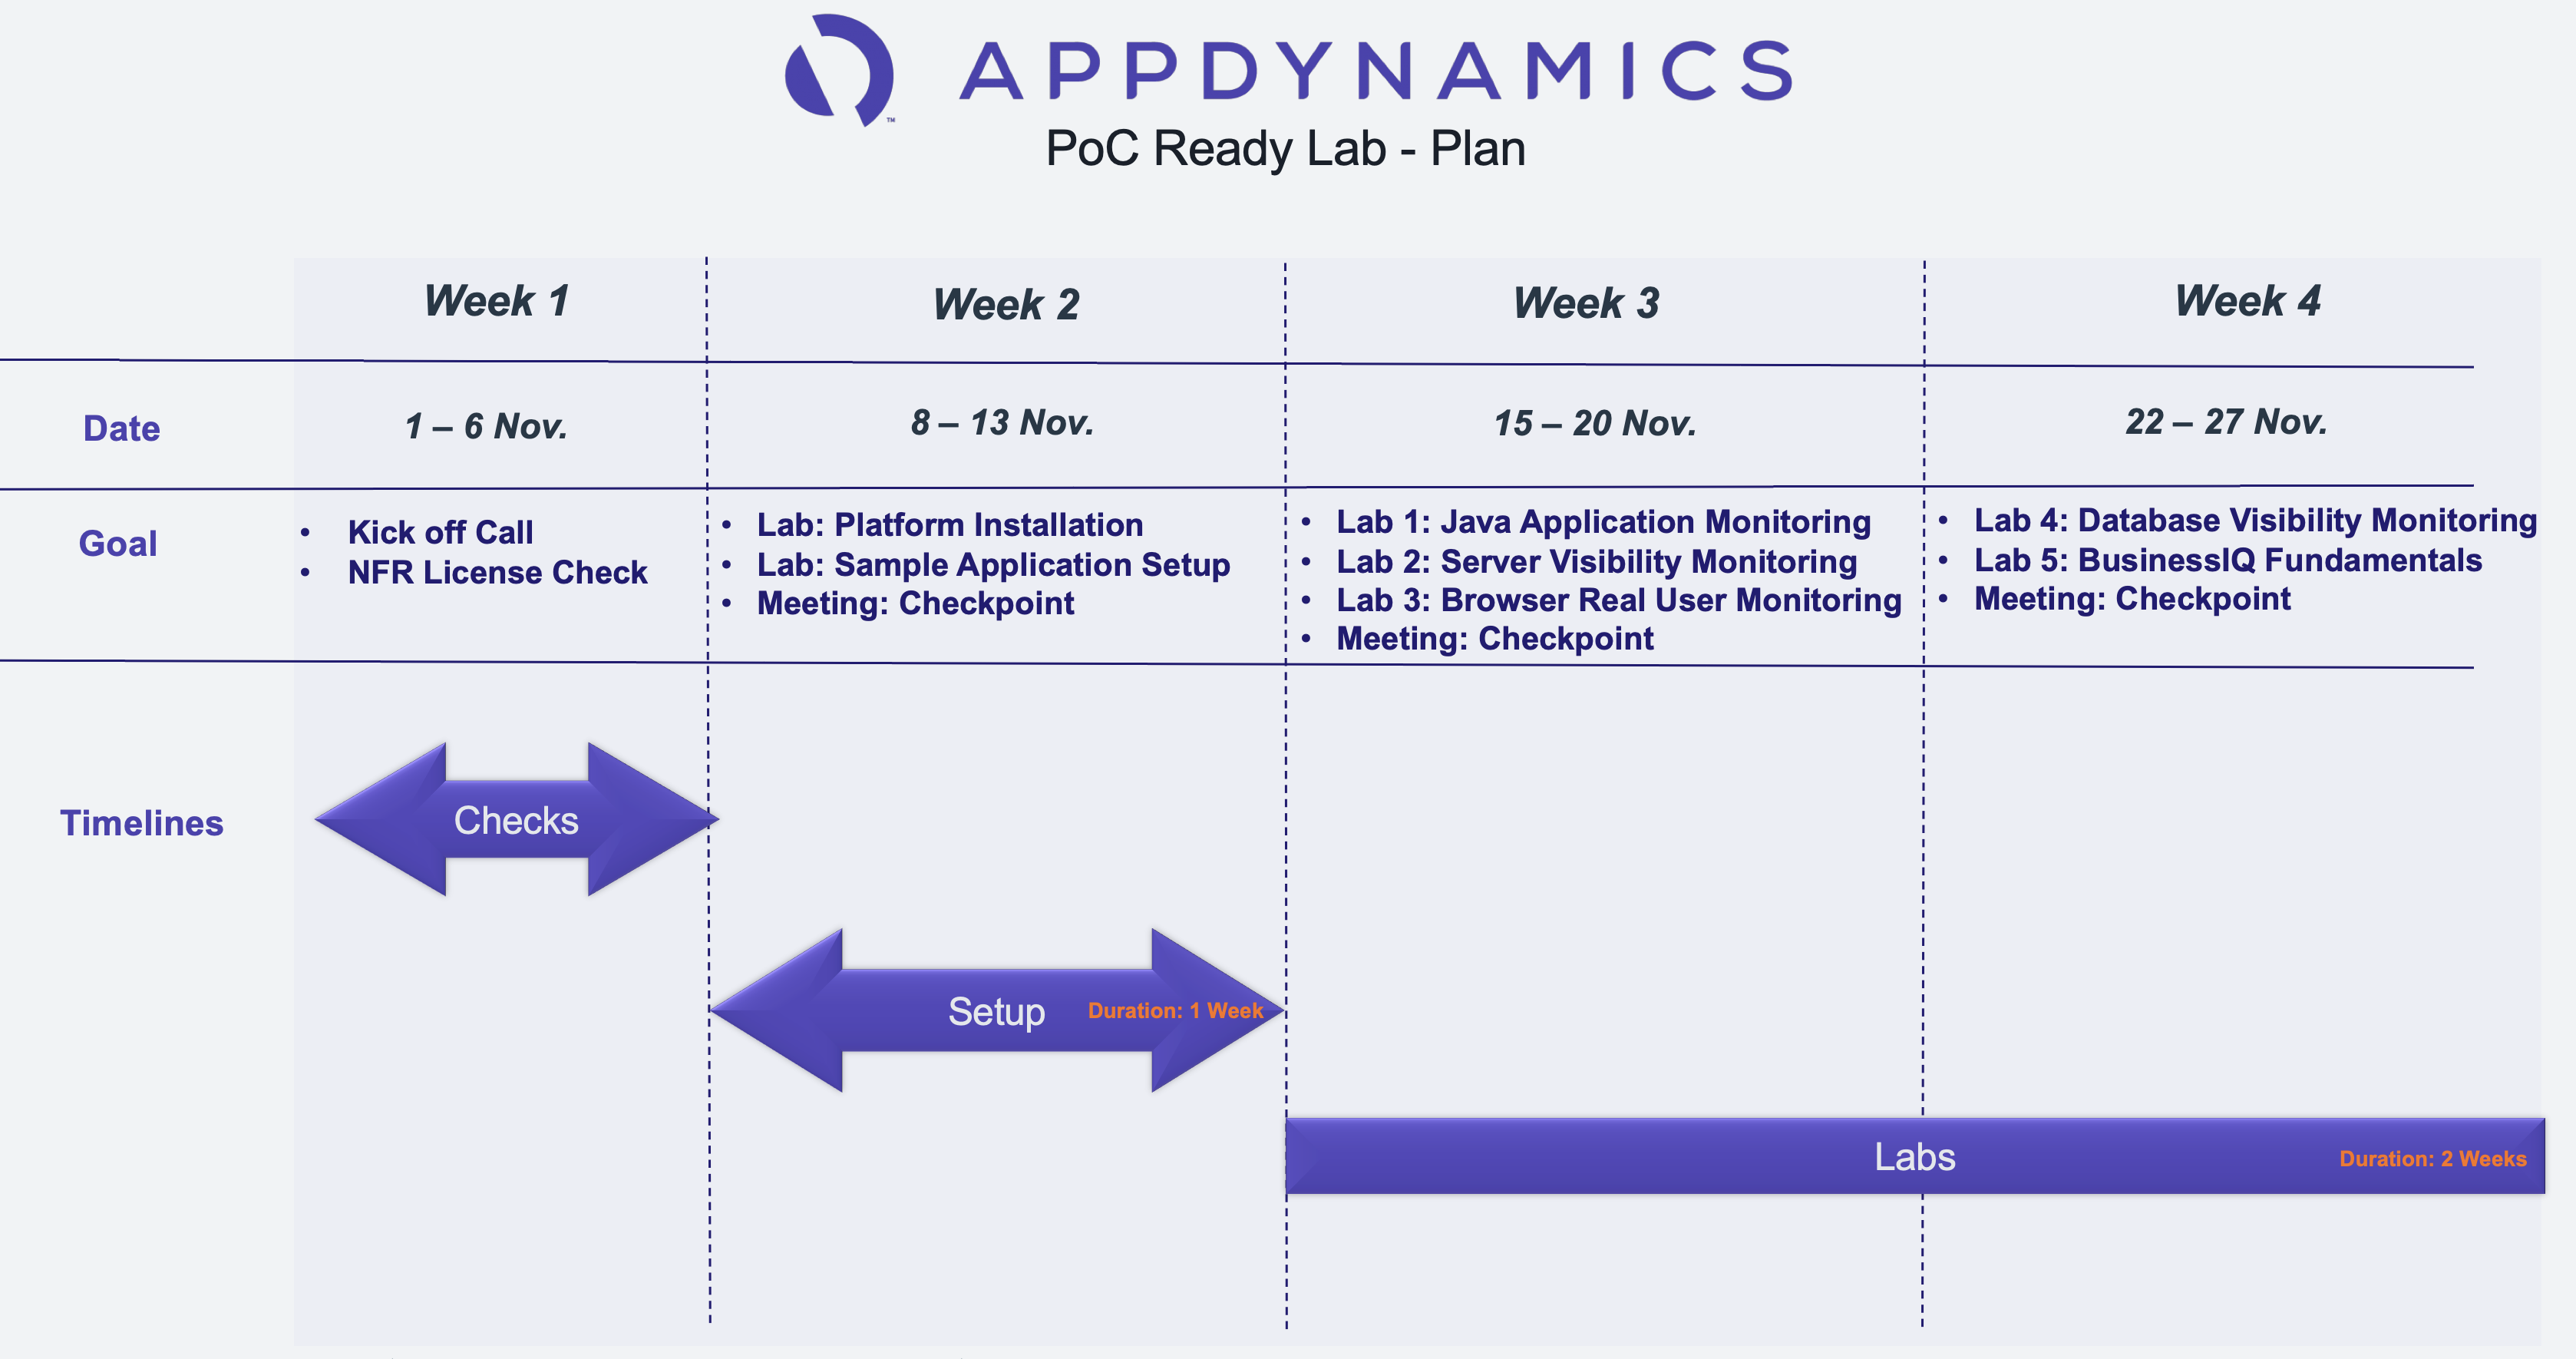 APPDYNAMICS
™
PoC Ready Lab - Plan
Week 1
Week 2
Week 3
Week 4
Date
1 – 6 Nov.
8 – 13 Nov.
15 – 20 Nov.
22 – 27 Nov.
Goal
• Kick off Call
• NFR License Check
• Lab: Platform Installation
• Lab: Sample Application Setup
• Meeting: Checkpoint
• Lab 1: Java Application Monitoring
• Lab 2: Server Visibility Monitoring
• Lab 3: Browser Real User Monitoring
• Meeting: Checkpoint
• Lab 4: Database Visibility Monitoring
• Lab 5: BusinessIQ Fundamentals
• Meeting: Checkpoint
Timelines
Checks
Setup
Duration: 1 Week
Labs
Duration: 2 Weeks